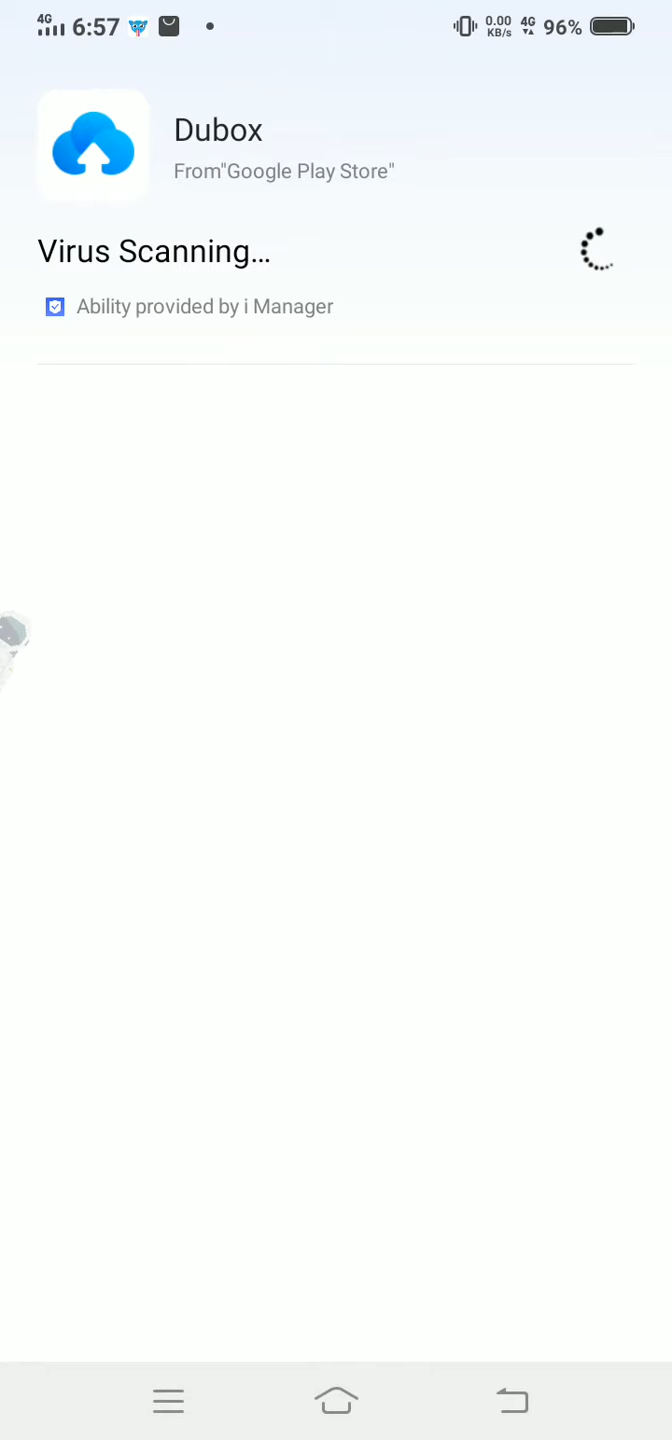 4G 6:57 0.00 KB/s 4G 96%
Dubox
From"Google Play Store"
Virus Scanning...
Ability provided by i Manager